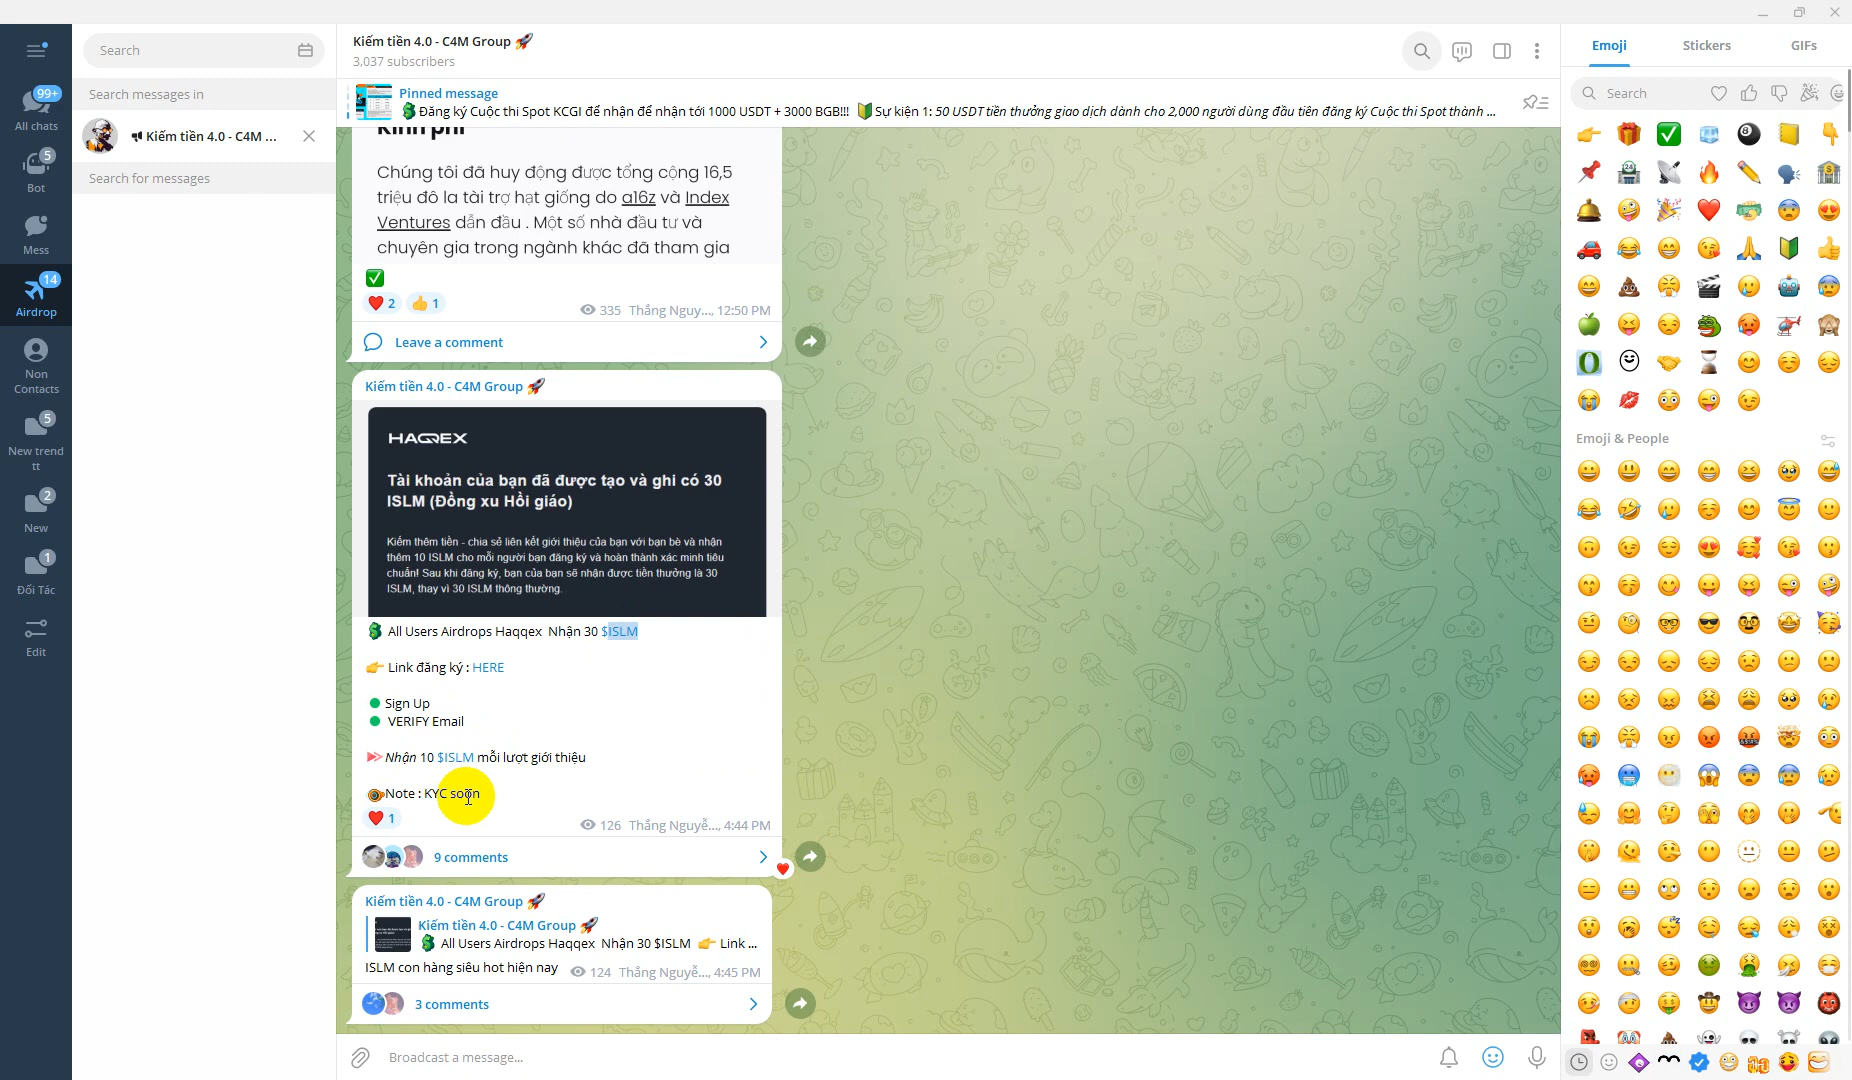 99+
All chats
5
Bot
Mess
14
Airdrop
Non
Contacts
5
New trend
tt
2
New
1
Đối Tác
Edit
Search
Search messages in
Kiếm tiền 4.0 - C4M ...
Search for messages
Kiếm tiền 4.0 - C4M Group
3,037 subscribers
Pinned message
Đăng ký Cuộc thi Spot KCGI để nhận để nhận tới 1000 USDT + 3000 BGB!!! Sự kiện 1: 50 USDT tiền thưởng giao dịch dành cho 2,000 người dùng đầu tiên đăng ký Cuộc thi Spot thành ...
Kinh phí
Chúng tôi đã huy động được tổng cộng 16,5
triệu đô la tài trợ hạt giống do a16z và Index
Ventures dẫn đầu . Một số nhà đầu tư và
chuyên gia trong ngành khác đã tham gia
2
1
335 Thắng Nguy..., 12:50 PM
Leave a comment
Kiếm tiền 4.0 - C4M Group
HAQQEX
Tài khoản của bạn đã được tạo và ghi có 30
ISLM (Đồng xu Hồi giáo)
Kiếm thêm tiền - chia sẻ liên kết giới thiệu của bạn với bạn bè và nhận
thêm 10 ISLM cho mỗi người bạn đăng ký và hoàn thành xác minh tiêu
chuẩn! Sau khi đăng ký, bạn của bạn sẽ nhận được tiền thưởng là 30
ISLM, thay vì 30 ISLM thông thường.
All Users Airdrops Haqqex Nhận 30 $ISLM
Link đăng ký : HERE
Sign Up
VERIFY Email
Nhận 10 $ISLM mỗi lượt giới thiệu
Note : KYC soon
1
126 Thắng Nguyễ..., 4:44 PM
9 comments
Kiếm tiền 4.0 - C4M Group
Kiếm tiền 4.0 - C4M Group
All Users Airdrops Haqqex Nhận 30 $ISLM Link ...
ISLM con hàng siêu hot hiện nay
124 Thắng Nguyễ..., 4:45 PM
3 comments
Broadcast a message...
Emoji
Stickers
GIFs
Search
Emoji & People